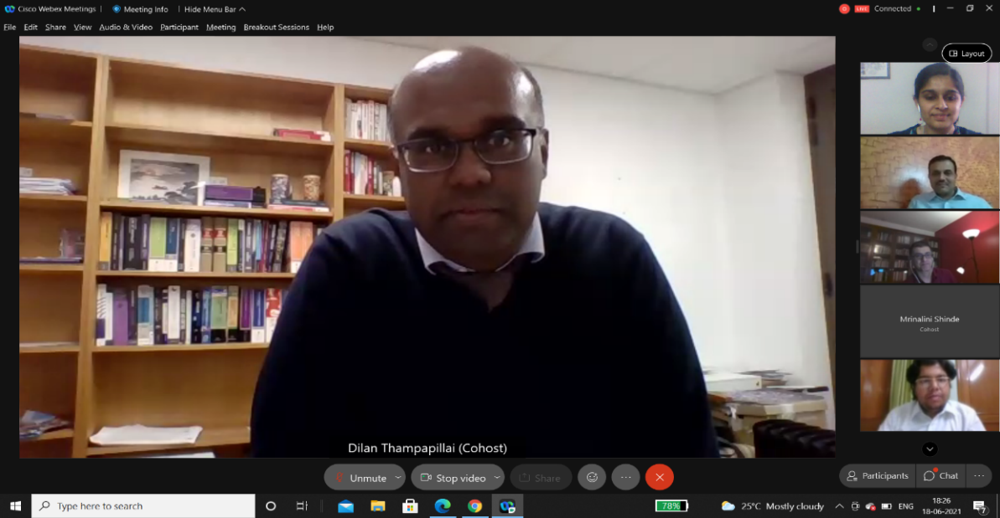 Cisco Webex Meetings
Meeting Info
Hide Menu Bar
LIVE
Connected
File Edit Share View Audio & Video Participant Meeting Breakout Sessions Help
Layout
Mrinalini Shinde
Cohost
Dilan Thampapillai (Cohost)
Unmute
Stop video
Share
Participants
Chat
Type here to search
78%
25°C Mostly cloudy
ENG
18:26
18-06-2021
7